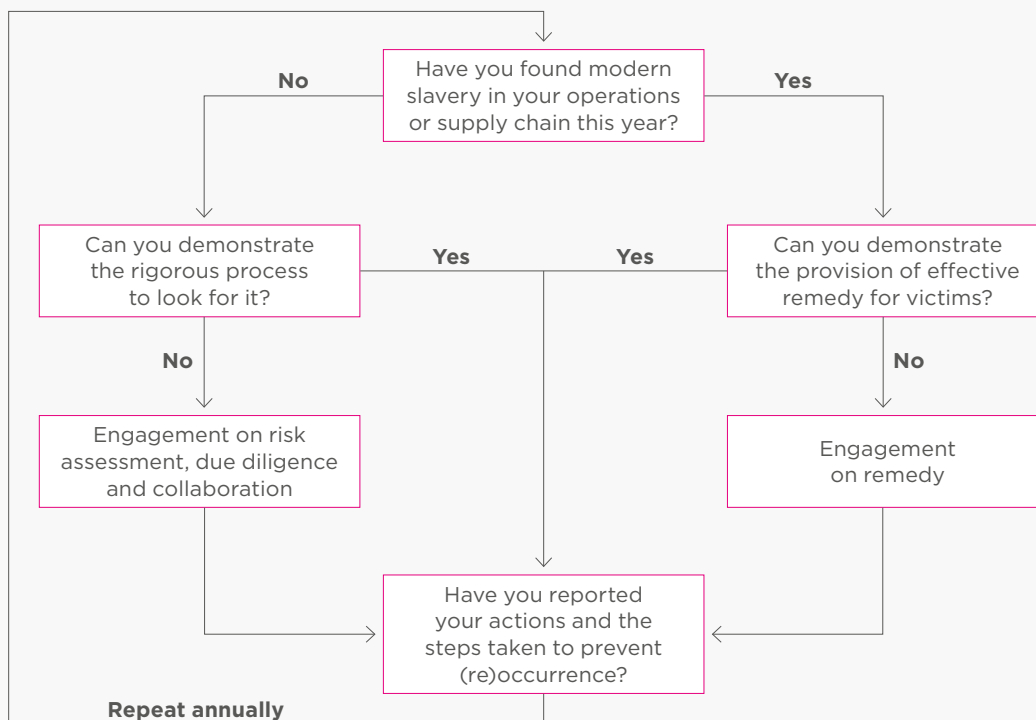 Have you found modern
slavery in your operations
or supply chain this year?
No
Yes
Can you demonstrate
the rigorous process
to look for it?
Yes
Yes
Can you demonstrate
the provision of effective
remedy for victims?
No
No
Engagement on risk
assessment, due diligence
and collaboration
Engagement
on remedy
Have you reported
your actions and the
steps taken to prevent
(re)occurrence?
Repeat annually